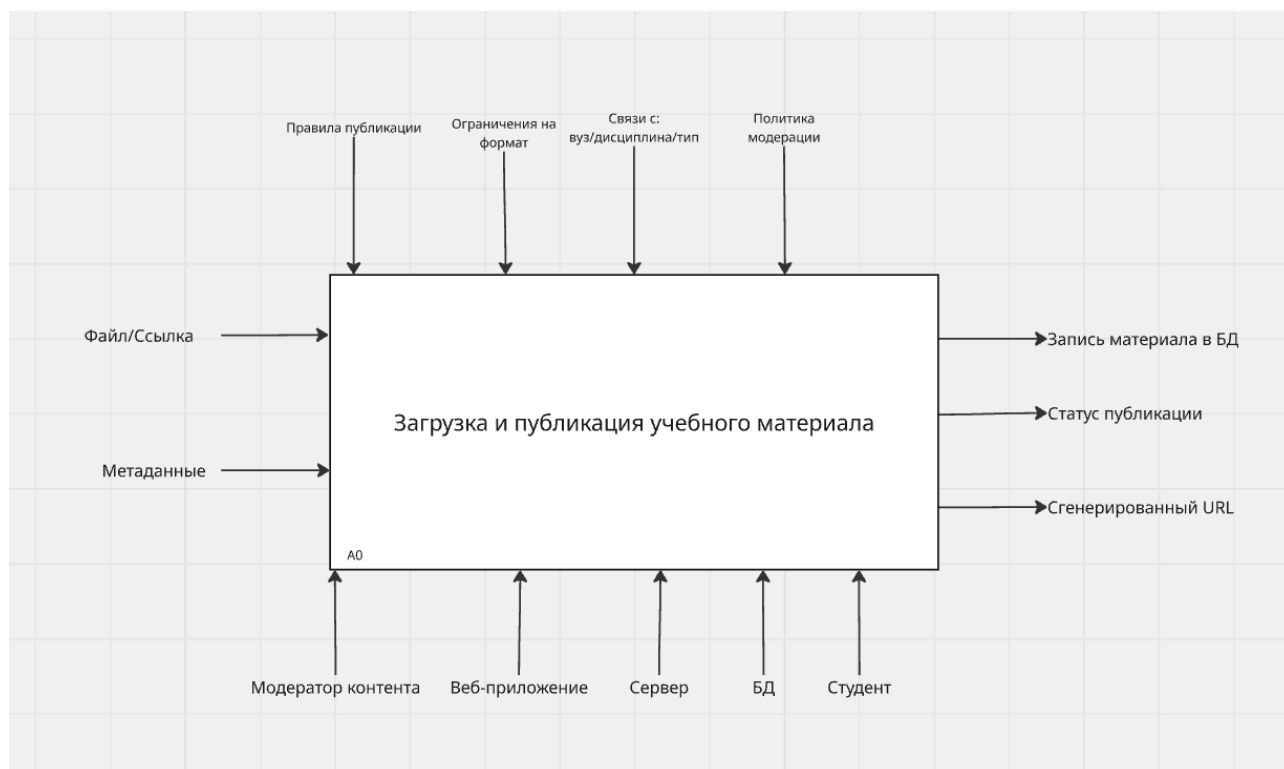 Правила публикации
Ограничения на
формат
Связи с:
вуз/дисциплина/тип
Политика
модерации
Файл/Ссылка
Метаданные
Загрузка и публикация учебного материала
A0
Запись материала в БД
Статус публикации
Сгенерированный URL
Модератор контента
Веб-приложение
Сервер
БД
Студент